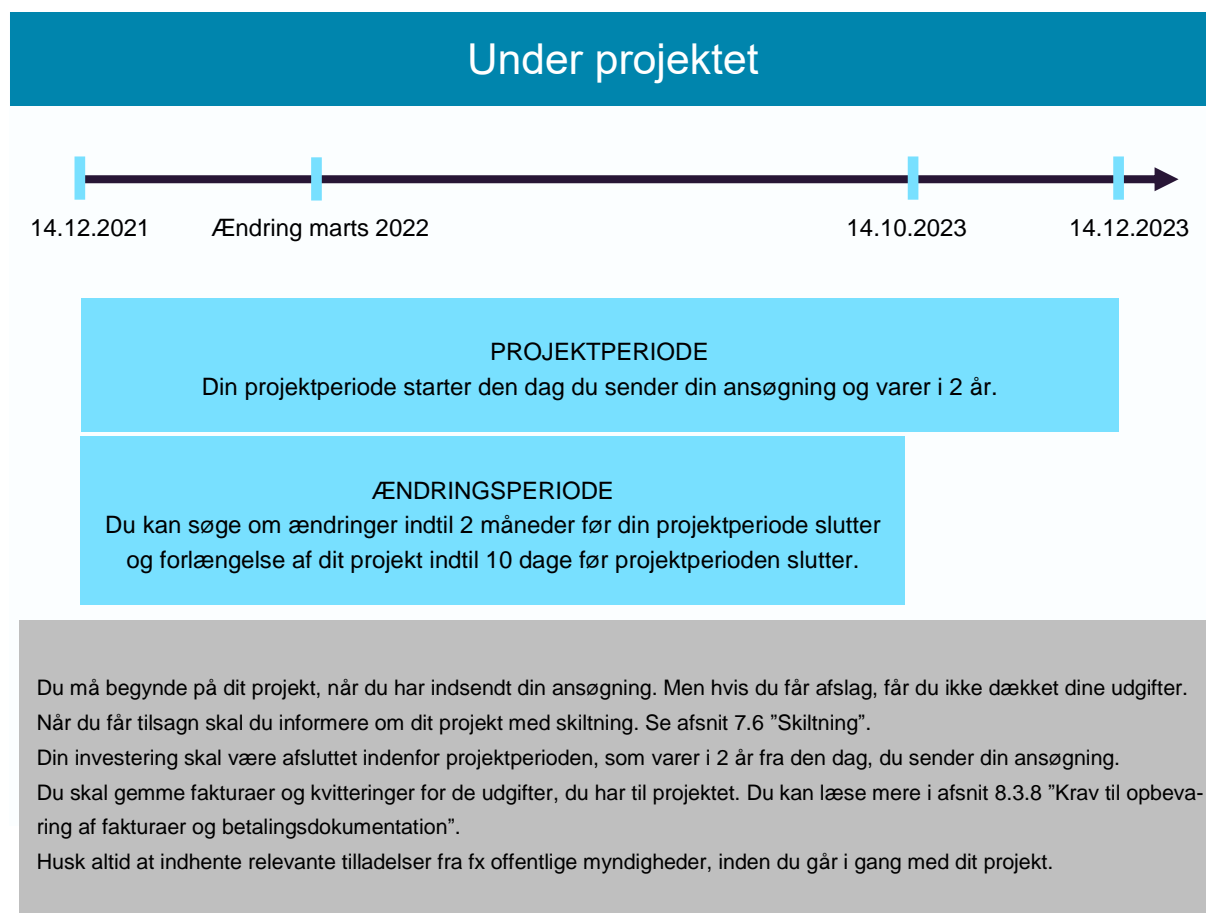 Under projektet
14.12.2021
Ændring marts 2022
14.10.2023
14.12.2023
PROJEKTPERIODE
Din projektperiode starter den dag du sender din ansøgning og varer i 2 år.
ÆNDRINGSPERIODE
Du kan søge om ændringer indtil 2 måneder før din projektperiode slutter
og forlængelse af dit projekt indtil 10 dage før projektperioden slutter.
Du må begynde på dit projekt, når du har indsendt din ansøgning. Men hvis du får afslag, får du ikke dækket dine udgifter.
Når du får tilsagn skal du informere om dit projekt med skiltning. Se afsnit 7.6 ”Skiltning”.
Din investering skal være afsluttet indenfor projektperioden, som varer i 2 år fra den dag, du sender din ansøgning.
Du skal gemme fakturaer og kvitteringer for de udgifter, du har til projektet. Du kan læse mere i afsnit 8.3.8 ”Krav til opbeva-
ring af fakturaer og betalingsdokumentation”.
Husk altid at indhente relevante tilladelser fra fx offentlige myndigheder, inden du går i gang med dit projekt.